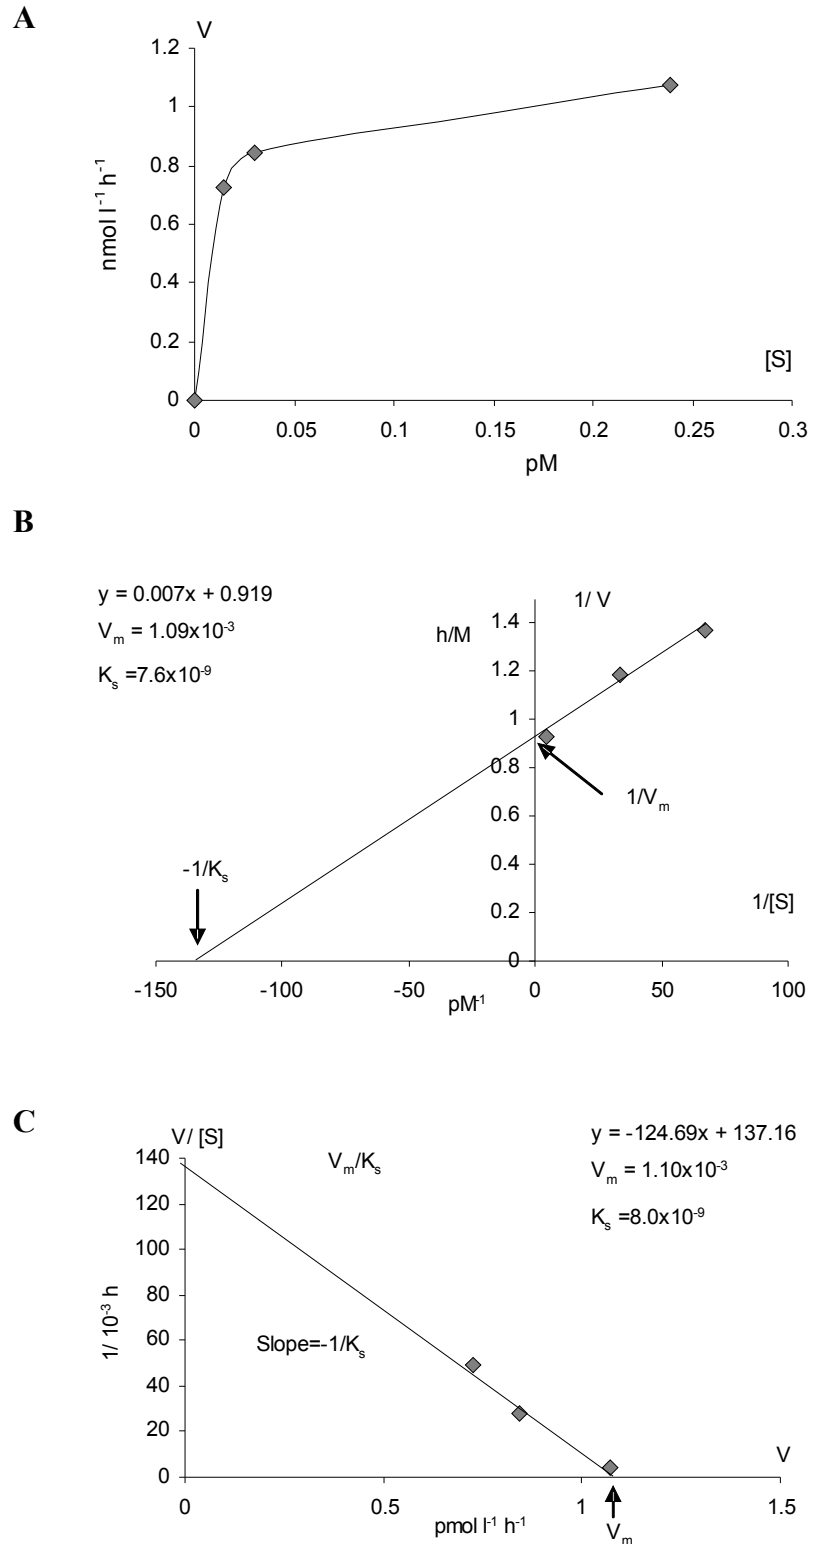 A
V
1.2
1
0.8
0.6
0.4
0.2
0
nmol l⁻¹ h⁻¹
[S]
0 0.05 0.1 0.15 0.2 0.25 0.3
pM
B
y = 0.007x + 0.919
Vₘ = 1.09x10⁻³
Kₛ =7.6x10⁻⁹
1/ V
h/M
1.4
1.2
1
0.8
0.6
0.4
0.2
0
1/Vₘ
-1/Kₛ
1/[S]
-150 -100 -50 0 50 100
pM⁻¹
C
V/ [S]
y = -124.69x + 137.16
Vₘ = 1.10x10⁻³
Kₛ =8.0x10⁻⁹
Vₘ/Kₛ
140
120
100
80
60
40
20
0
1/ 10⁻³ h
Slope=-1/Kₛ
V
0 0.5 1 1.5
pmol l⁻¹ h⁻¹
Vₘ